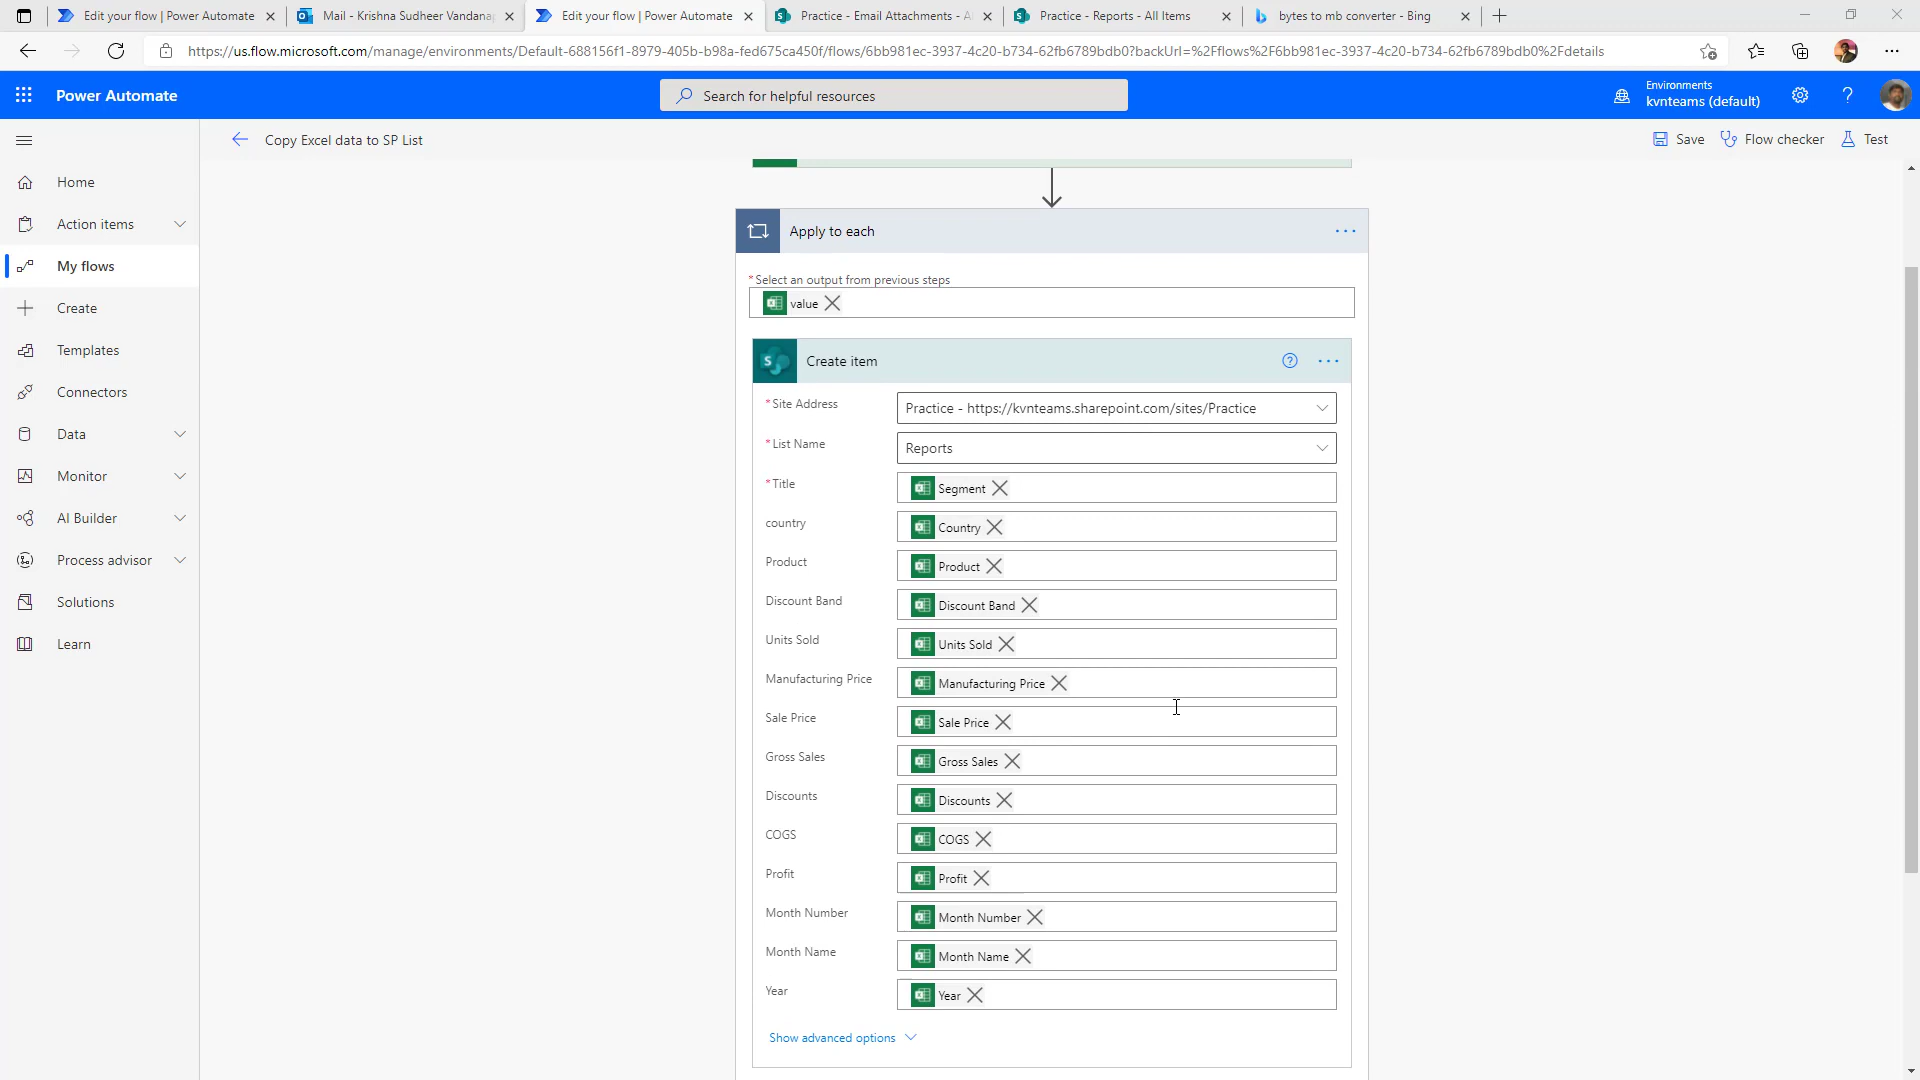 Edit your flow | Power Automate
Mail - Krishna Sudheer Vandana
Edit your flow | Power Automate
Practice - Email Attachments - A
Practice - Reports - All Items
bytes to mb converter - Bing
https://us.flow.microsoft.com/manage/environments/Default-688156f1-8979-405b-b98a-fed675ca450f/flows/6bb981ec-3937-4c20-b734-62fb6789bdb0?backUrl=%2Fflows%2F6bb981ec-3937-4c20-b734-62fb6789bdb0%2Fdetails
Power Automate
Search for helpful resources
Environments
kvnteams (default)
Copy Excel data to SP List
Save
Flow checker
Test
Home
Action items
My flows
Create
Templates
Connectors
Data
Monitor
AI Builder
Process advisor
Solutions
Learn
Apply to each
* Select an output from previous steps
value
Create item
* Site Address
Practice - https://kvnteams.sharepoint.com/sites/Practice
* List Name
Reports
* Title
Segment
country
Country
Product
Product
Discount Band
Discount Band
Units Sold
Units Sold
Manufacturing Price
Manufacturing Price
Sale Price
Sale Price
Gross Sales
Gross Sales
Discounts
Discounts
COGS
COGS
Profit
Profit
Month Number
Month Number
Month Name
Month Name
Year
Year
Show advanced options